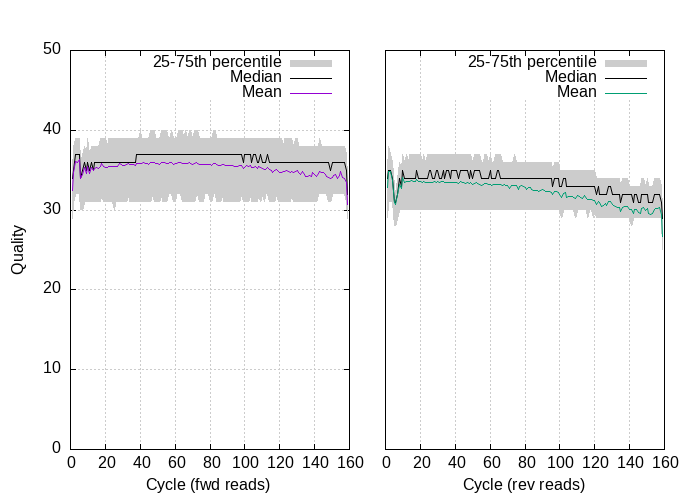 50
40
30
20
10
0
Quality
25-75th percentile
Median
Mean
0 20 40 60 80 100 120 140 160
Cycle (fwd reads)
25-75th percentile
Median
Mean
0 20 40 60 80 100 120 140 160
Cycle (rev reads)